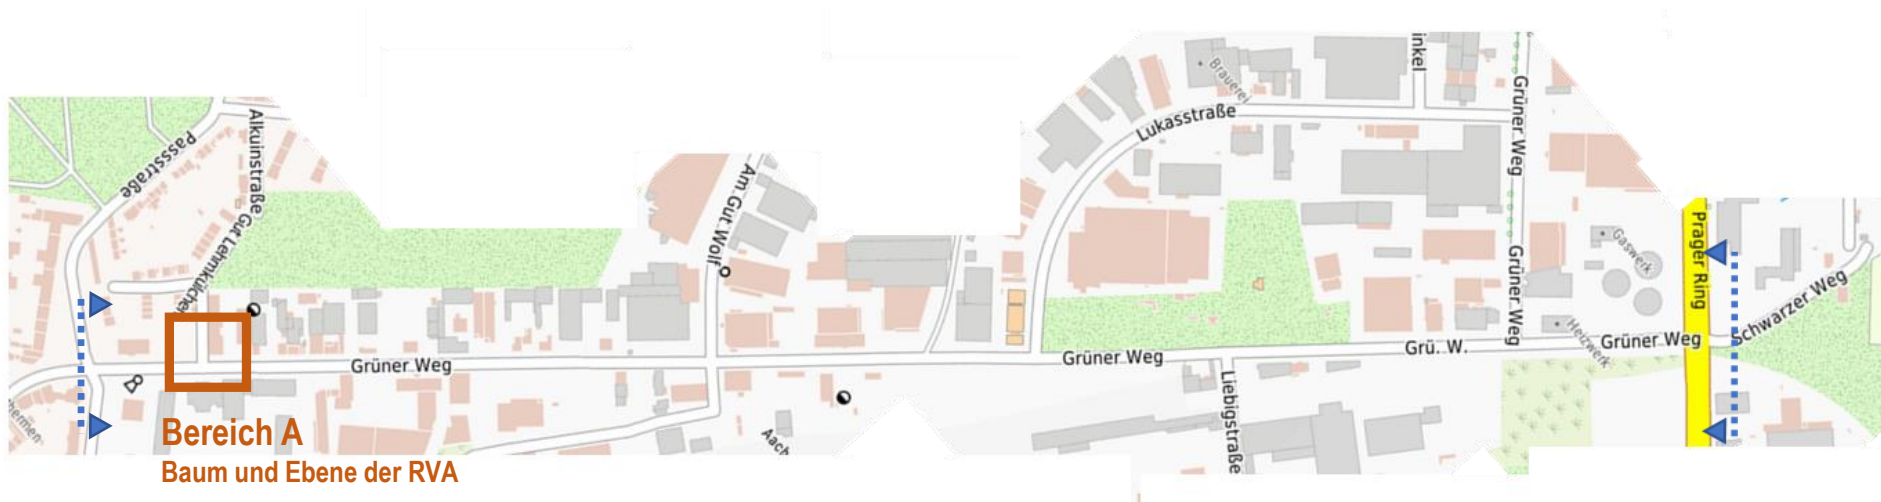 Passstraße
Alkuinstraße
Gut Lehmkülchen
Am Gut Wolf
Lukasstraße
Brauerei
inkel
Grüner Weg
Grüner Weg
Gaswerk
Heizwerk
Prager Ring
Schwarzer Weg
Grüner Weg
Grüner Weg
Grü. W.
Grüner Weg
Liebigstraße
Aach
Bereich A
Baum und Ebene der RVA